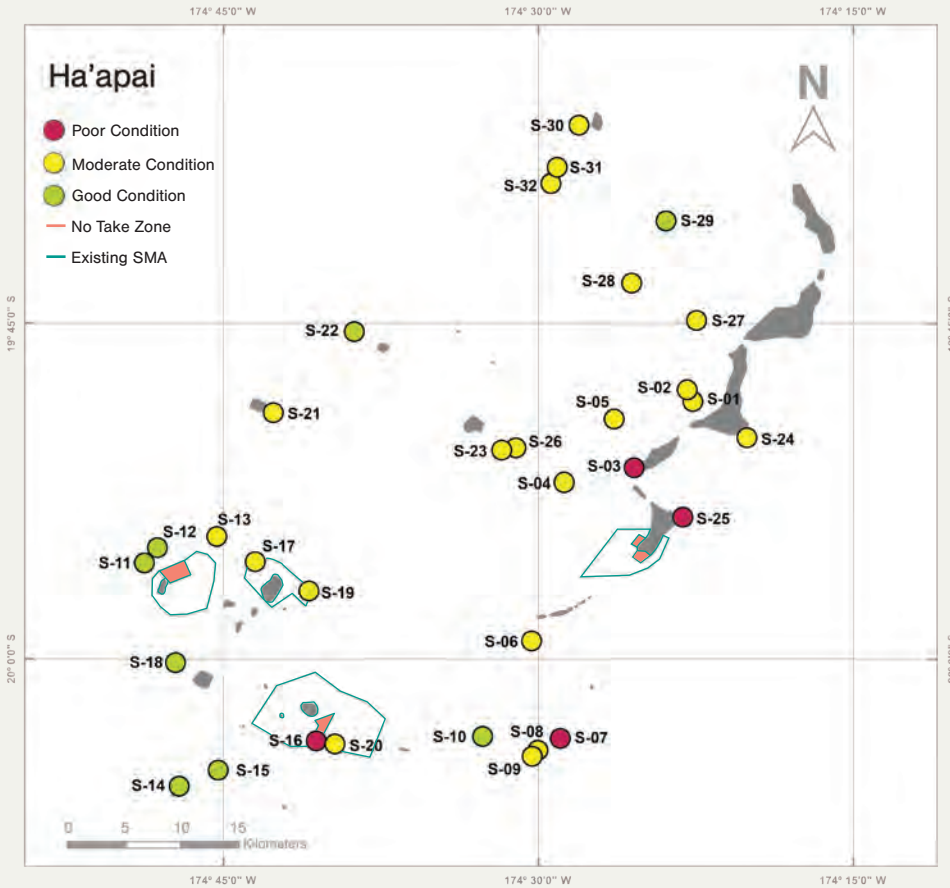 174° 45'0" W
174° 30'0" W
174° 15'0" W
Ha'apai
N
Poor Condition
Moderate Condition
Good Condition
No Take Zone
Existing SMA
S-30
S-31
S-32
S-29
S-28
19° 45'0" S
S-27
S-22
S-02
S-01
S-05
S-21
S-24
S-26
S-23
S-03
S-04
S-25
S-13
S-12
S-17
S-11
S-19
S-06
20° 0'0" S
S-18
S-08
S-10
S-07
S-16
S-20
S-09
S-15
S-14
0 5 10 15
Kilometers
174° 45'0" W
174° 30'0" W
174° 15'0" W